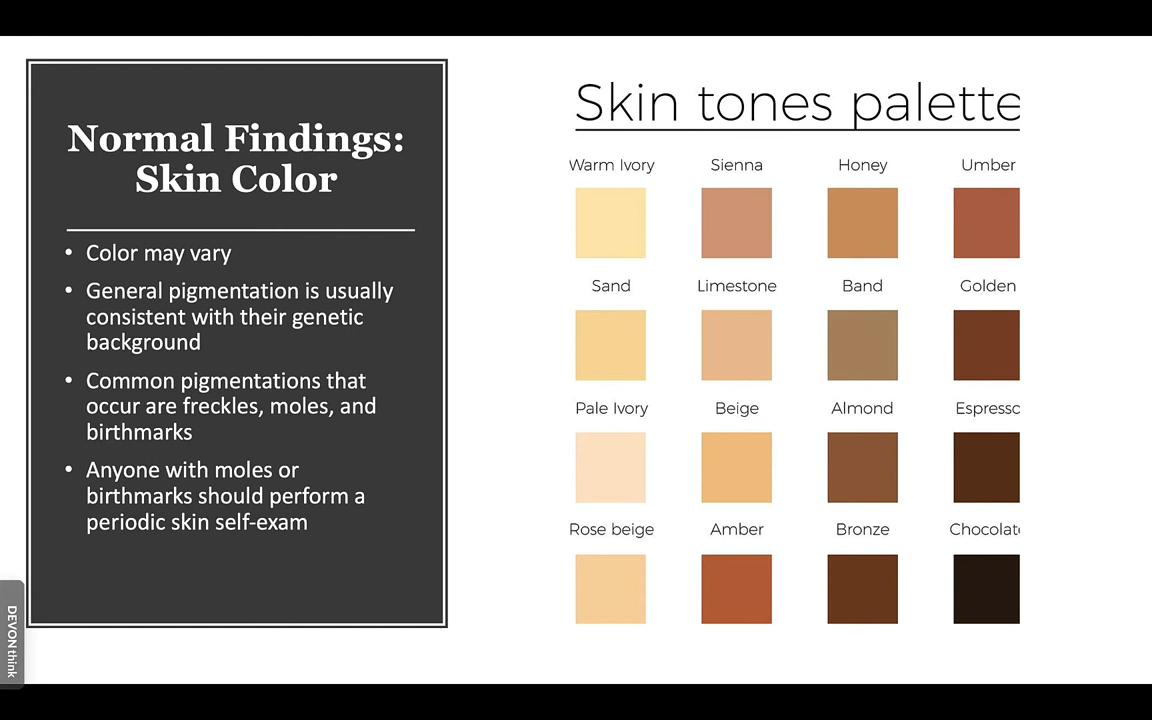 Normal Findings:
Skin Color
• Color may vary
• General pigmentation is usually
consistent with their genetic
background
• Common pigmentations that
occur are freckles, moles, and
birthmarks
• Anyone with moles or
birthmarks should perform a
periodic skin self-exam
Skin tones palette
Warm Ivory Sienna Honey Umber
Sand Limestone Band Golden
Pale Ivory Beige Almond Espresso
Rose beige Amber Bronze Chocolate
DEVONthink